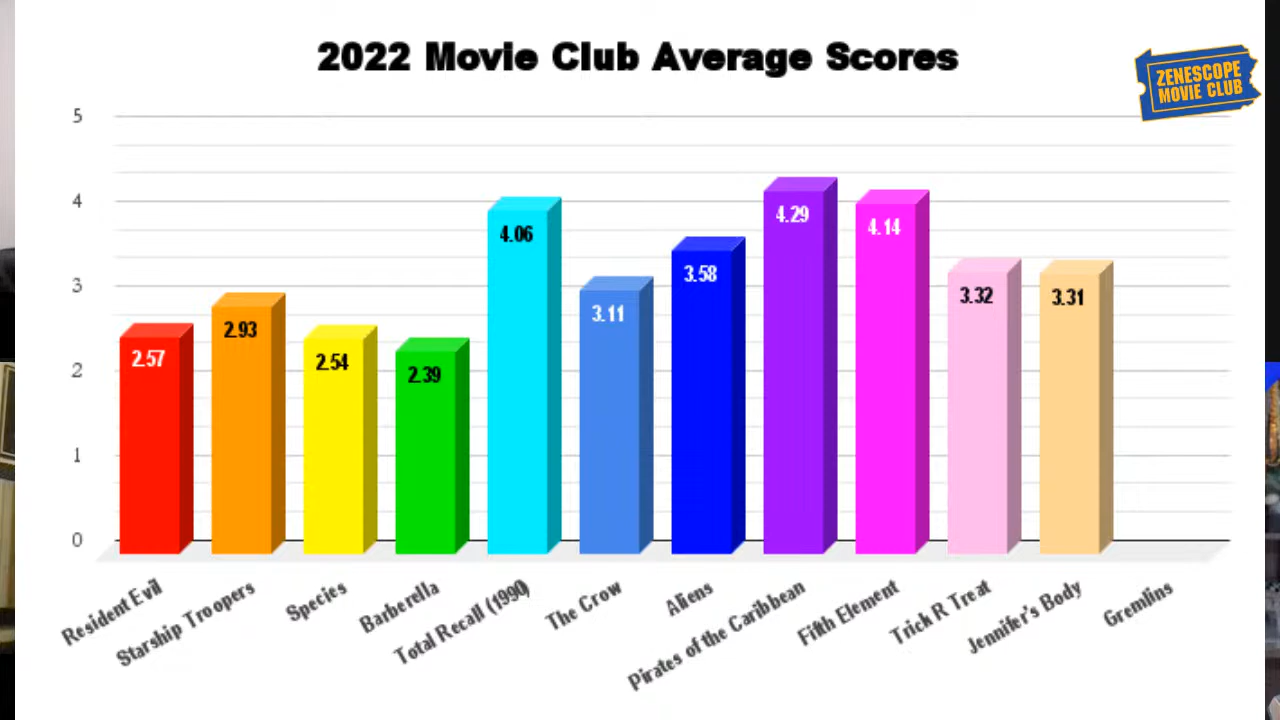 2022 Movie Club Average Scores
ZENESCOPE
MOVIE CLUB
5
4
3
2
1
0
2.57
2.93
2.54
2.39
4.06
3.11
3.58
4.29
4.14
3.32
3.31
Resident Evil
Starship Troopers
Species
Barberella
Total Recall (1990)
The Crow
Aliens
Pirates of the Caribbean
Fifth Element
Trick R Treat
Jennifer's Body
Gremlins